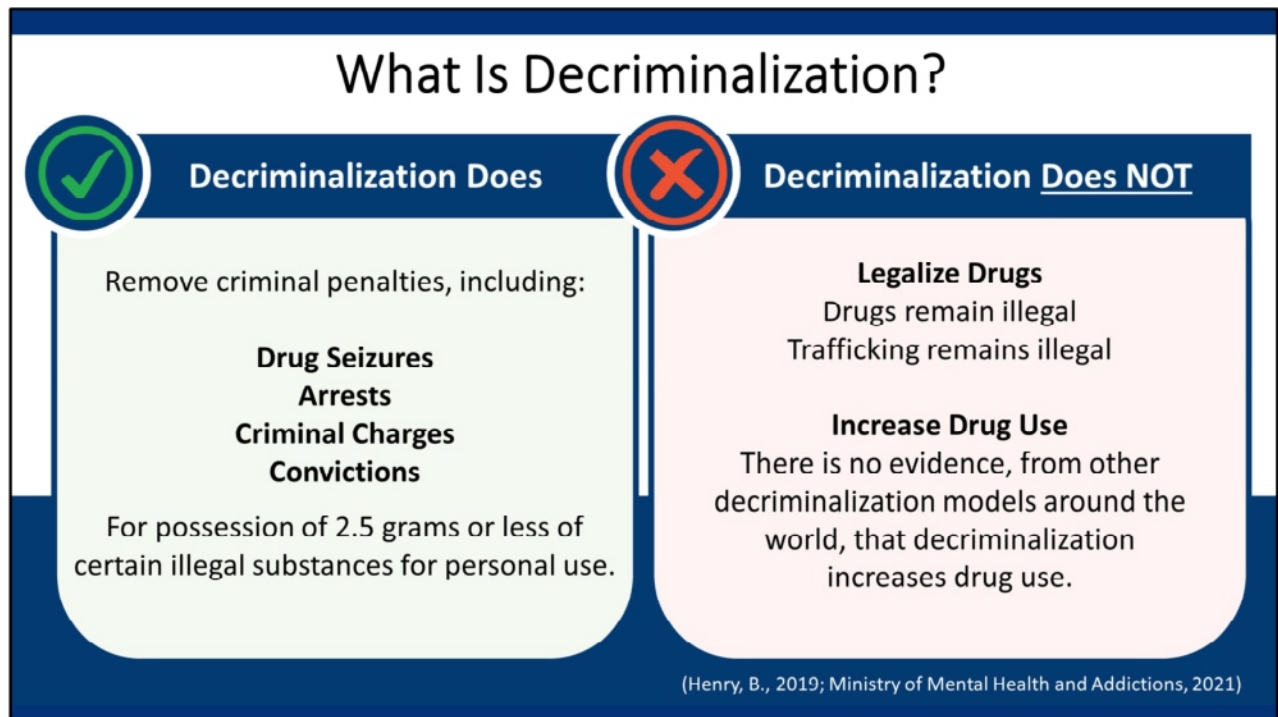 What Is Decriminalization?
Decriminalization Does
Remove criminal penalties, including:
Drug Seizures
Arrests
Criminal Charges
Convictions
For possession of 2.5 grams or less of
certain illegal substances for personal use.
Decriminalization Does NOT
Legalize Drugs
Drugs remain illegal
Trafficking remains illegal
Increase Drug Use
There is no evidence, from other
decriminalization models around the
world, that decriminalization
increases drug use.
(Henry, B., 2019; Ministry of Mental Health and Addictions, 2021)